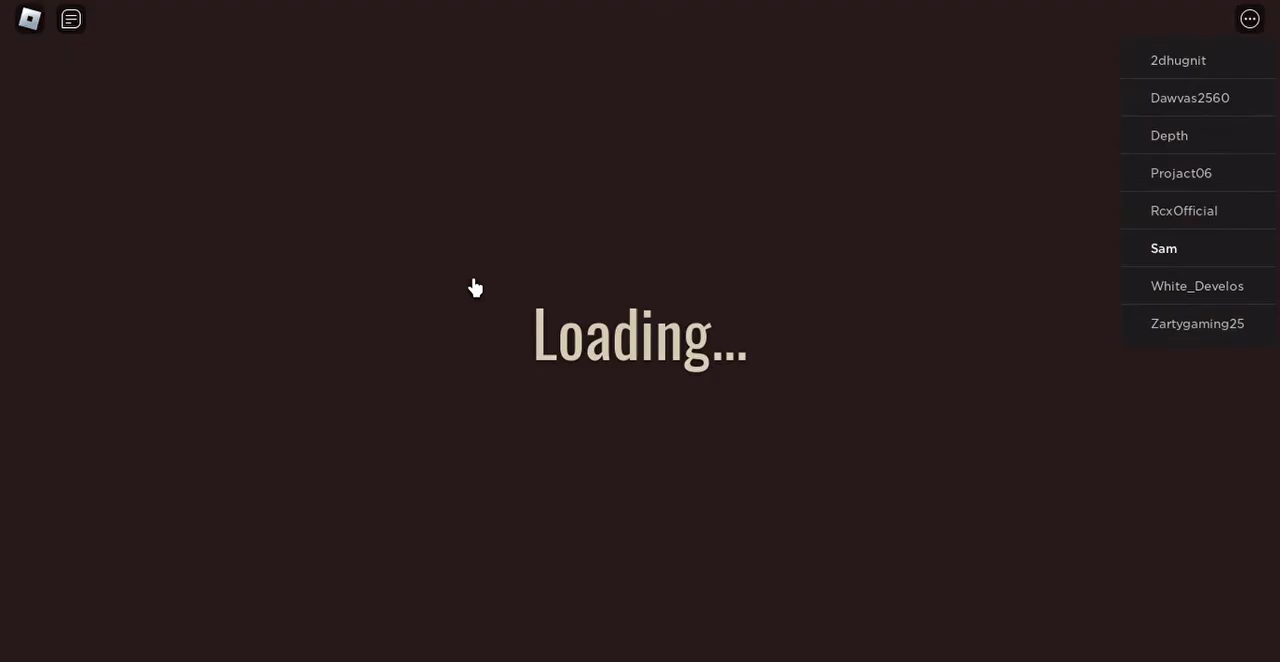 2dhugnit
Dawvas2560
Depth
Projact06
RcxOfficial
Sam
White_Develos
Zartygaming25
Loading...